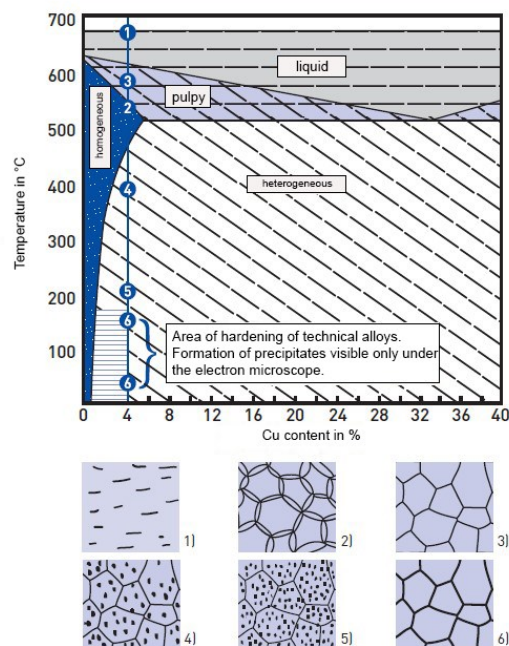 700
600
500
400
300
200
100
Temperature in °C
1
3
2
4
5
6
6
liquid
pulpy
homogeneous
heterogeneous
Area of hardening of technical alloys.
Formation of precipitates visible only under
the electron microscope.
0 4 8 12 16 20 24 28 32 36 40
Cu content in %
1) 2) 3)
4) 5) 6)